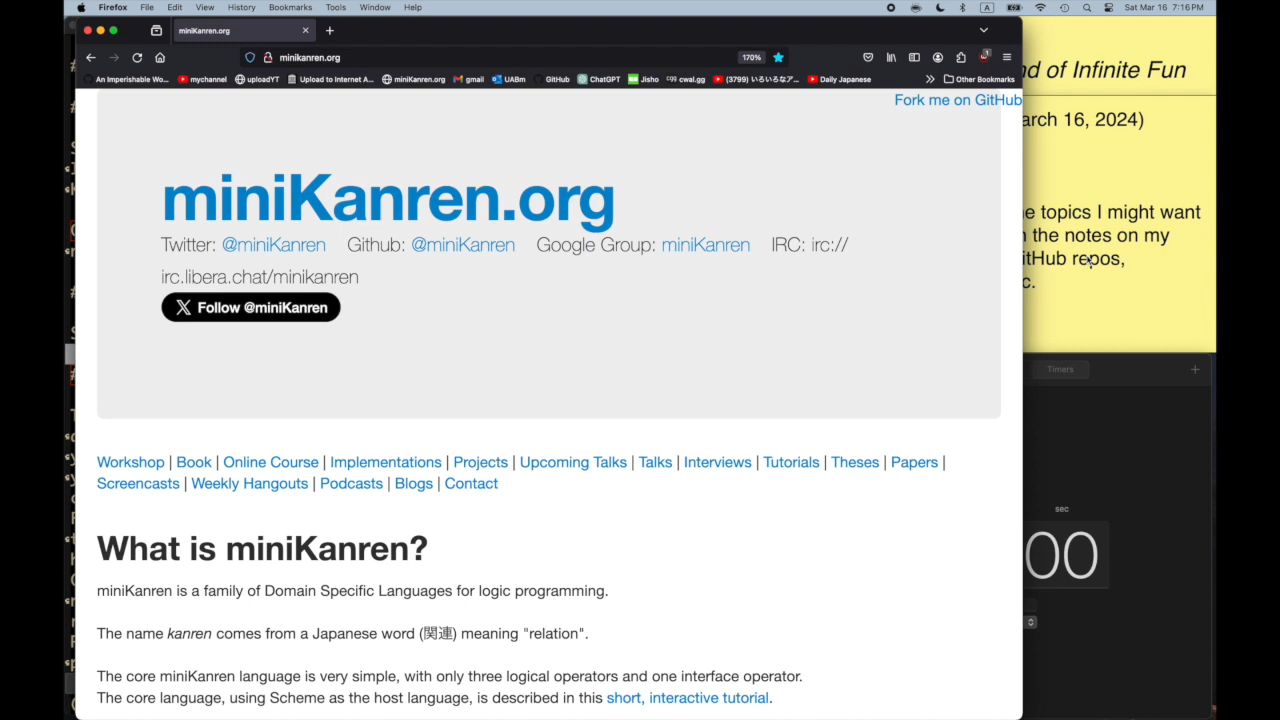 Firefox File Edit View History Bookmarks Tools Window Help A Sat Mar 16 7:16 PM
miniKanren.org
minikanren.org 170%
An Imperishable Wo... mychannel uploadYT Upload to Internet A... miniKanren.org gmail UABm GitHub ChatGPT Jisho cwal.gg (3799) いろいろなア... Daily Japanese Other Bookmarks
Fork me on GitHub
miniKanren.org
Twitter: @miniKanren Github: @miniKanren Google Group: miniKanren IRC: irc://
irc.libera.chat/minikanren
Follow @miniKanren
Workshop | Book | Online Course | Implementations | Projects | Upcoming Talks | Talks | Interviews | Tutorials | Theses | Papers |
Screencasts | Weekly Hangouts | Podcasts | Blogs | Contact
What is miniKanren?
miniKanren is a family of Domain Specific Languages for logic programming.
The name kanren comes from a Japanese word (関連) meaning "relation".
The core miniKanren language is very simple, with only three logical operators and one interface operator.
The core language, using Scheme as the host language, is described in this short, interactive tutorial.
nd of Infinite Fun
arch 16, 2024)
e topics I might want
n the notes on my
itHub repos,
c.
Timers
sec
00